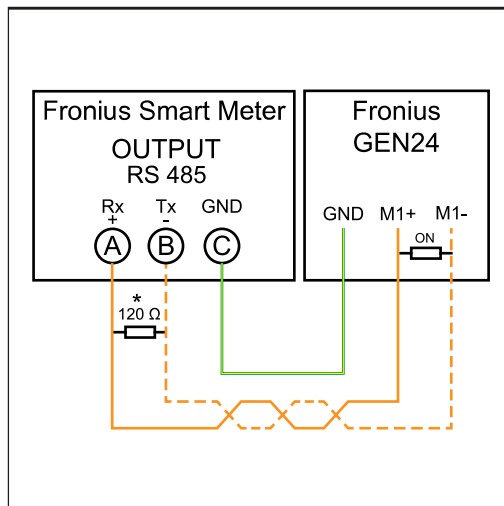 Fronius Smart Meter
OUTPUT
RS 485
Rx Tx GND
+ -
A B C
*
120 Ω
Fronius
GEN24
GND M1+ M1-
ON